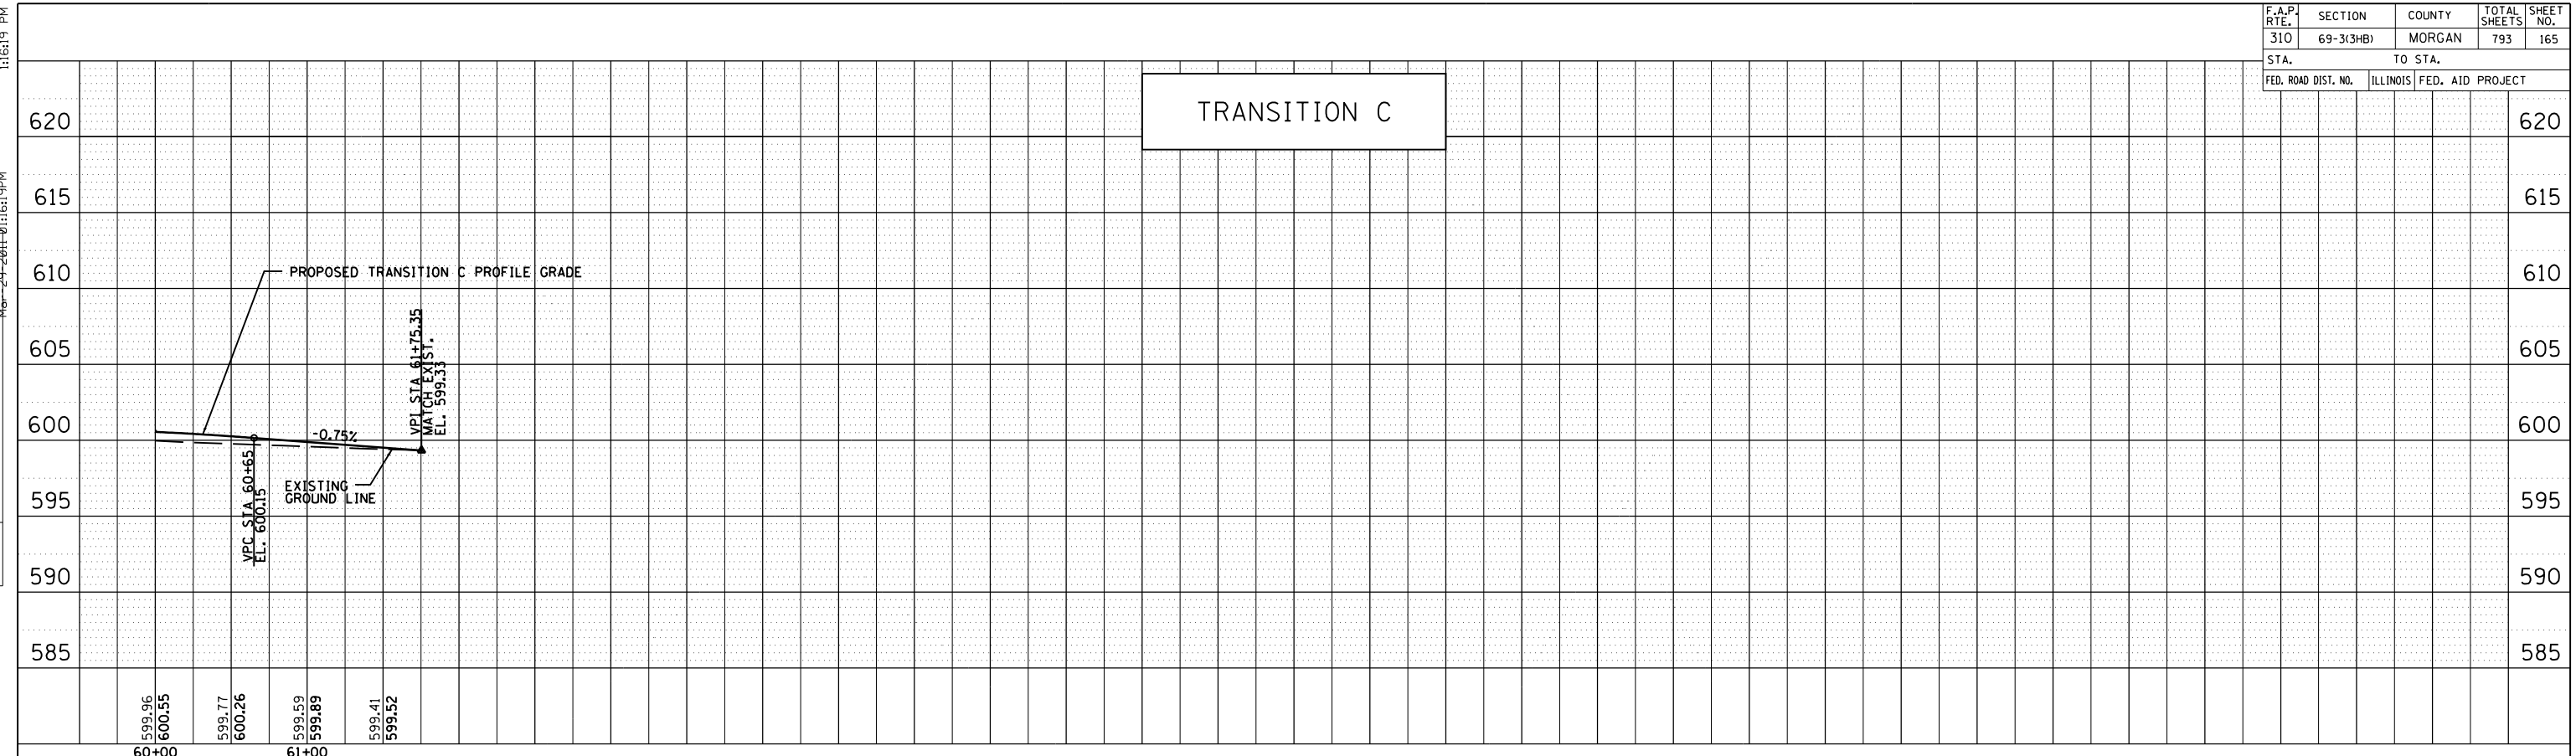 1:16:19 PM
F.A.P. RTE. SECTION COUNTY TOTAL SHEETS SHEET NO.
310 69-3(3HB) MORGAN 793 165
STA. TO STA.
FED. ROAD DIST. NO. ILLINOIS FED. AID PROJECT
TRANSITION C
620 620
615 615
610 610
605 605
600 600
595 595
590 590
585 585
PROPOSED TRANSITION C PROFILE GRADE
VPI STA 61+75.35
MATCH EXIST.
EL. 599.33
-0.75%
VPC STA 60+65
EL. 600.15
EXISTING
GROUND LINE
599.96
600.55
599.77
600.26
599.59
599.89
599.41
599.52
60+00 61+00